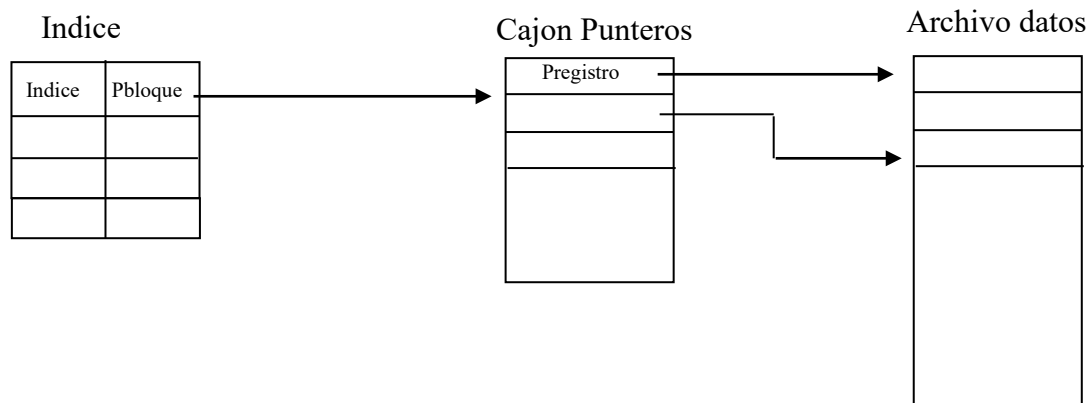 Indice
Cajon Punteros
Archivo datos
Indice
Pbloque
Pregistro